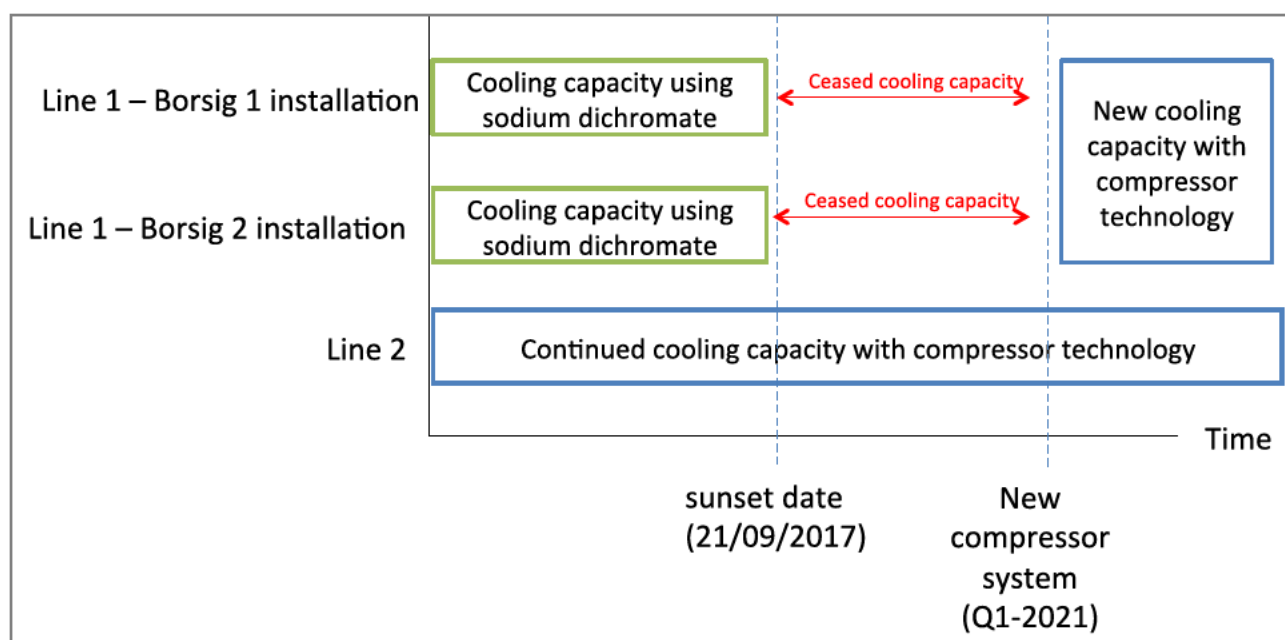 Line 1 – Borsig 1 installation
Cooling capacity using
sodium dichromate
Ceased cooling capacity
New cooling
capacity with
compressor
technology
Line 1 – Borsig 2 installation
Cooling capacity using
sodium dichromate
Ceased cooling capacity
Line 2
Continued cooling capacity with compressor technology
Time
sunset date
(21/09/2017)
New
compressor
system
(Q1-2021)